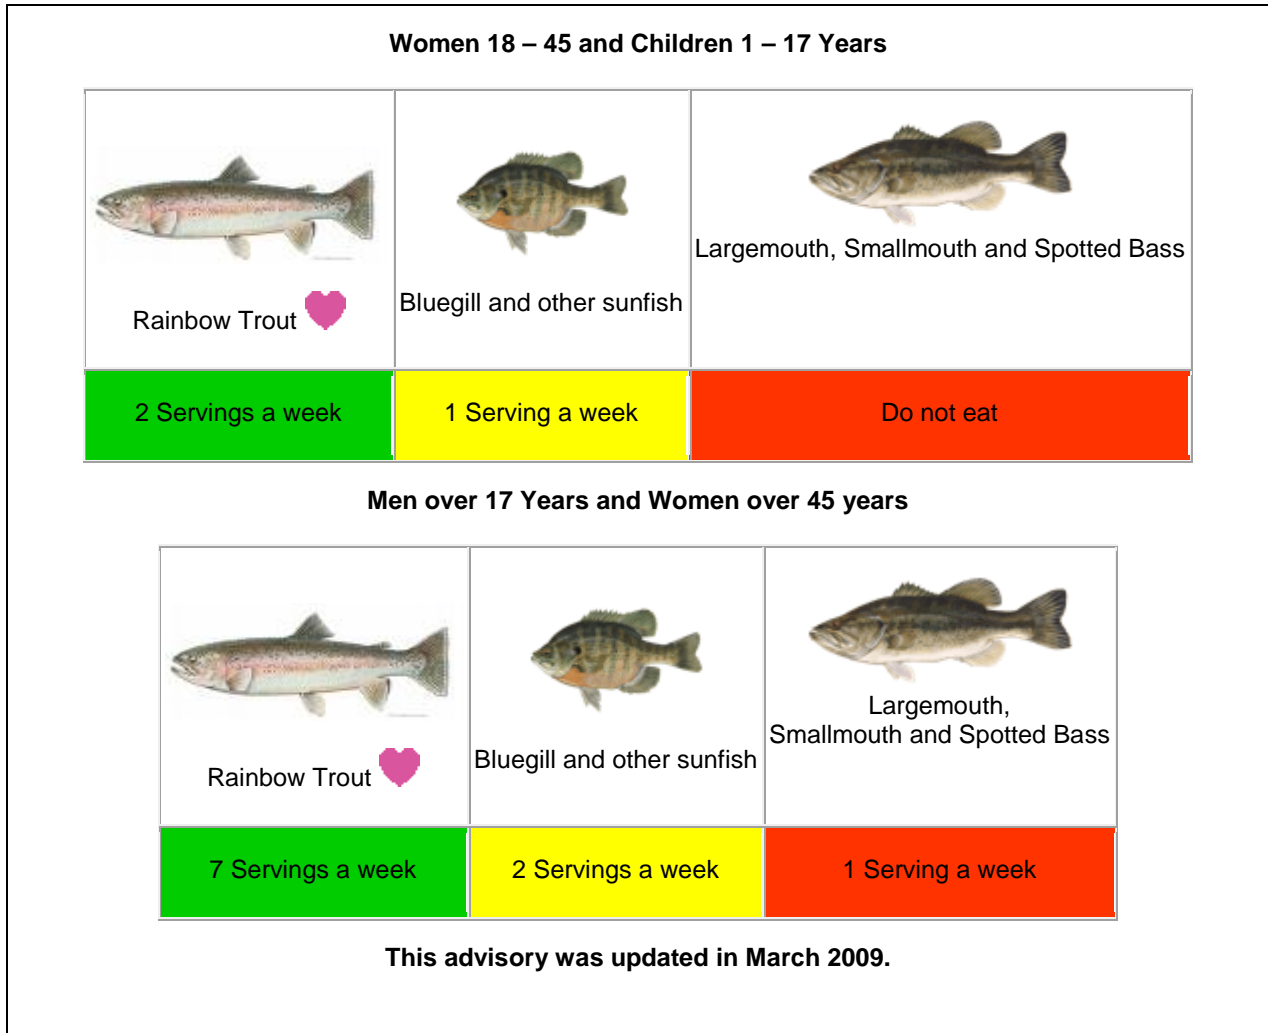 Women 18 – 45 and Children 1 – 17 Years
Rainbow Trout
Bluegill and other sunfish
Largemouth, Smallmouth and Spotted Bass
2 Servings a week
1 Serving a week
Do not eat
Men over 17 Years and Women over 45 years
Rainbow Trout
Bluegill and other sunfish
Largemouth,
Smallmouth and Spotted Bass
7 Servings a week
2 Servings a week
1 Serving a week
This advisory was updated in March 2009.